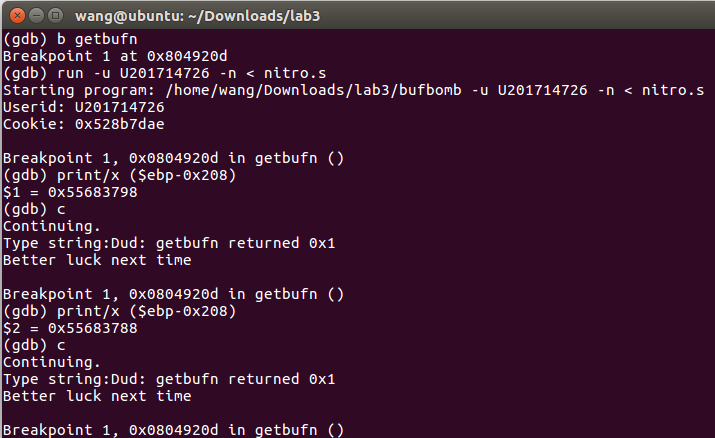 wang@ubuntu: ~/Downloads/lab3
(gdb) b getbufn
Breakpoint 1 at 0x804920d
(gdb) run -u U201714726 -n < nitro.s
Starting program: /home/wang/Downloads/lab3/bufbomb -u U201714726 -n < nitro.s
Userid: U201714726
Cookie: 0x528b7dae
Breakpoint 1, 0x0804920d in getbufn ()
(gdb) print/x ($ebp-0x208)
$1 = 0x55683798
(gdb) c
Continuing.
Type string:Dud: getbufn returned 0x1
Better luck next time
Breakpoint 1, 0x0804920d in getbufn ()
(gdb) print/x ($ebp-0x208)
$2 = 0x55683788
(gdb) c
Continuing.
Type string:Dud: getbufn returned 0x1
Better luck next time
Breakpoint 1, 0x0804920d in getbufn ()